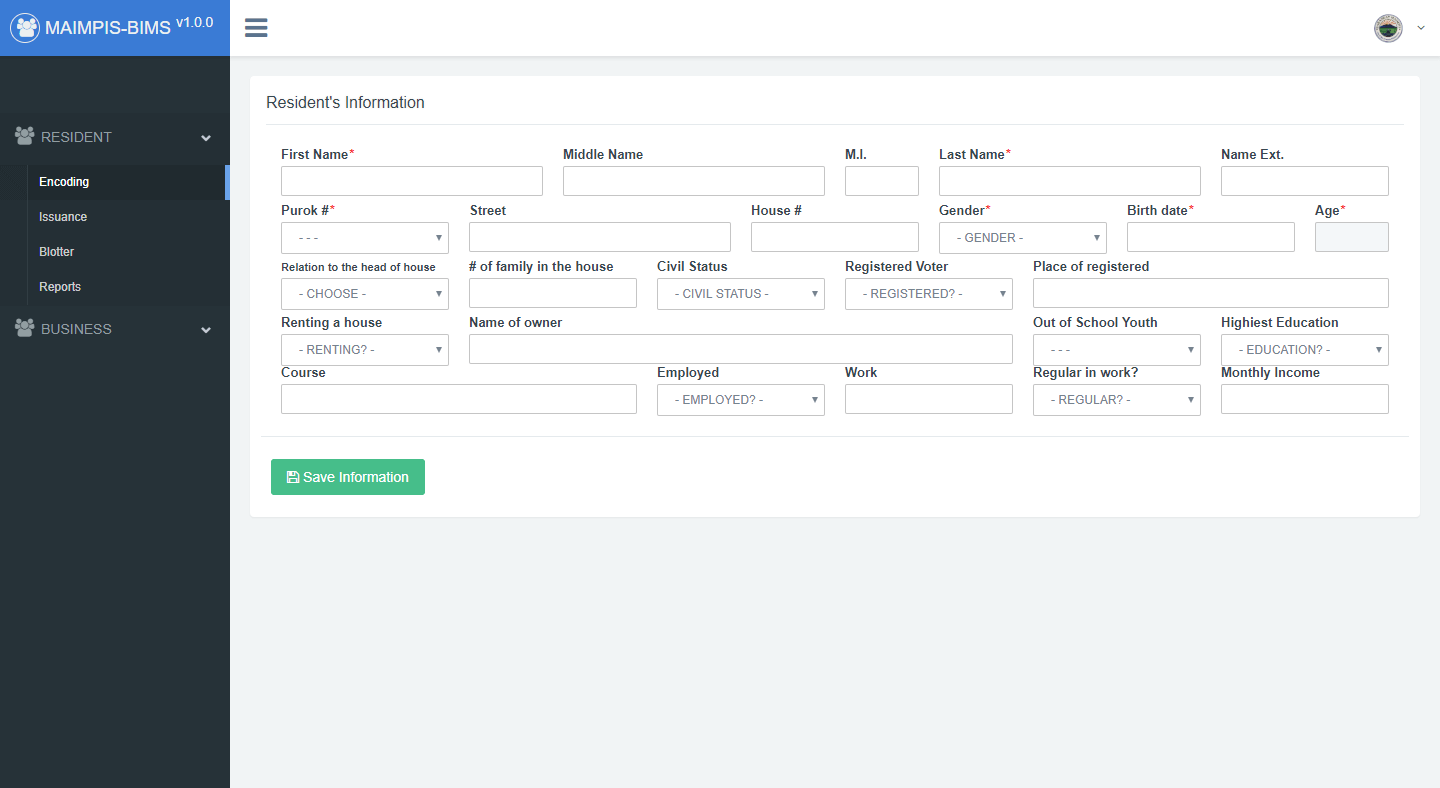 MAIMPIS-BIMS v1.0.0
RESIDENT
Encoding
Issuance
Blotter
Reports
BUSINESS
Resident's Information
First Name* Middle Name M.I. Last Name* Name Ext.
Purok #* Street House # Gender* Birth date* Age*
- - - - GENDER -
Relation to the head of house # of family in the house Civil Status Registered Voter Place of registered
- CHOOSE - - CIVIL STATUS - - REGISTERED? -
Renting a house Name of owner Out of School Youth Highiest Education
- RENTING? - - - - - EDUCATION? -
Course Employed Work Regular in work? Monthly Income
- EMPLOYED? - - REGULAR? -
Save Information